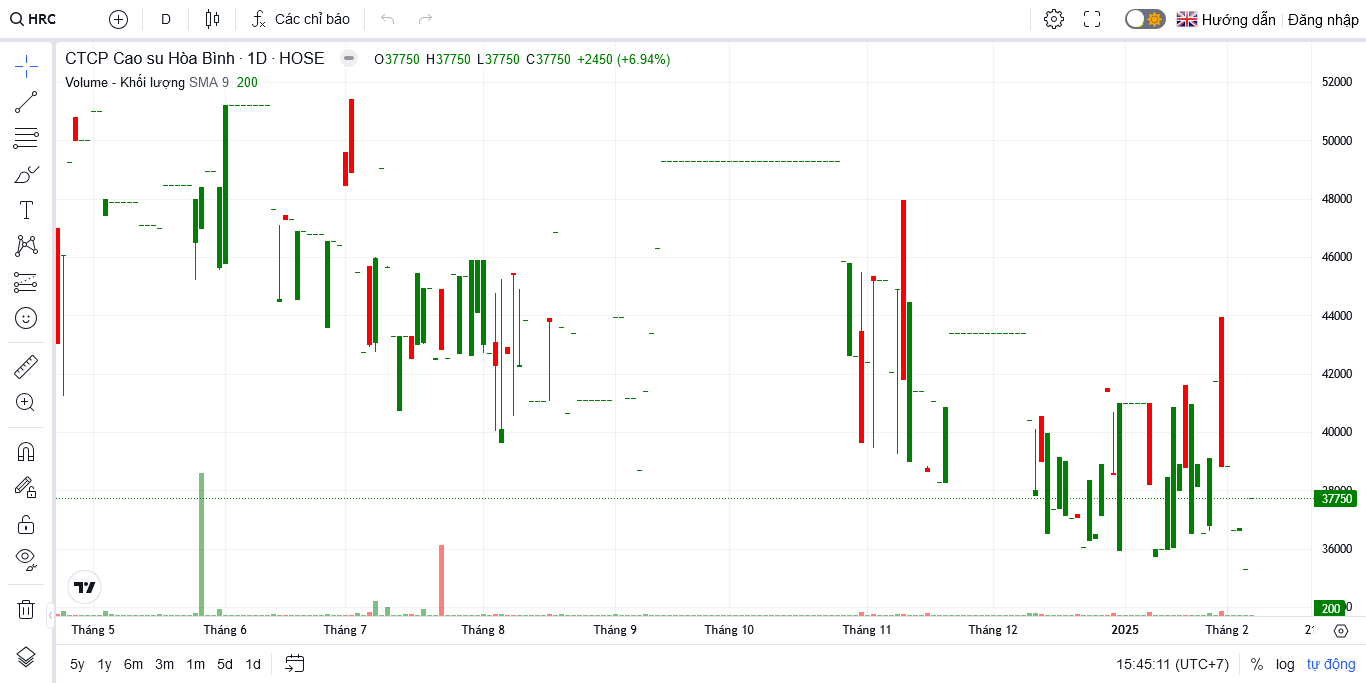 HRC D Các chỉ báo Hướng dẫn Đăng nhập
CTCP Cao su Hòa Bình · 1D · HOSE O37750 H37750 L37750 C37750 +2450 (+6.94%)
Volume - Khối lượng SMA 9 200
52000
50000
48000
46000
44000
42000
40000
38000
37750
36000
200
Tháng 5 Tháng 6 Tháng 7 Tháng 8 Tháng 9 Tháng 10 Tháng 11 Tháng 12 2025 Tháng 2
5y 1y 6m 3m 1m 5d 1d 15:45:11 (UTC+7) % log tự động